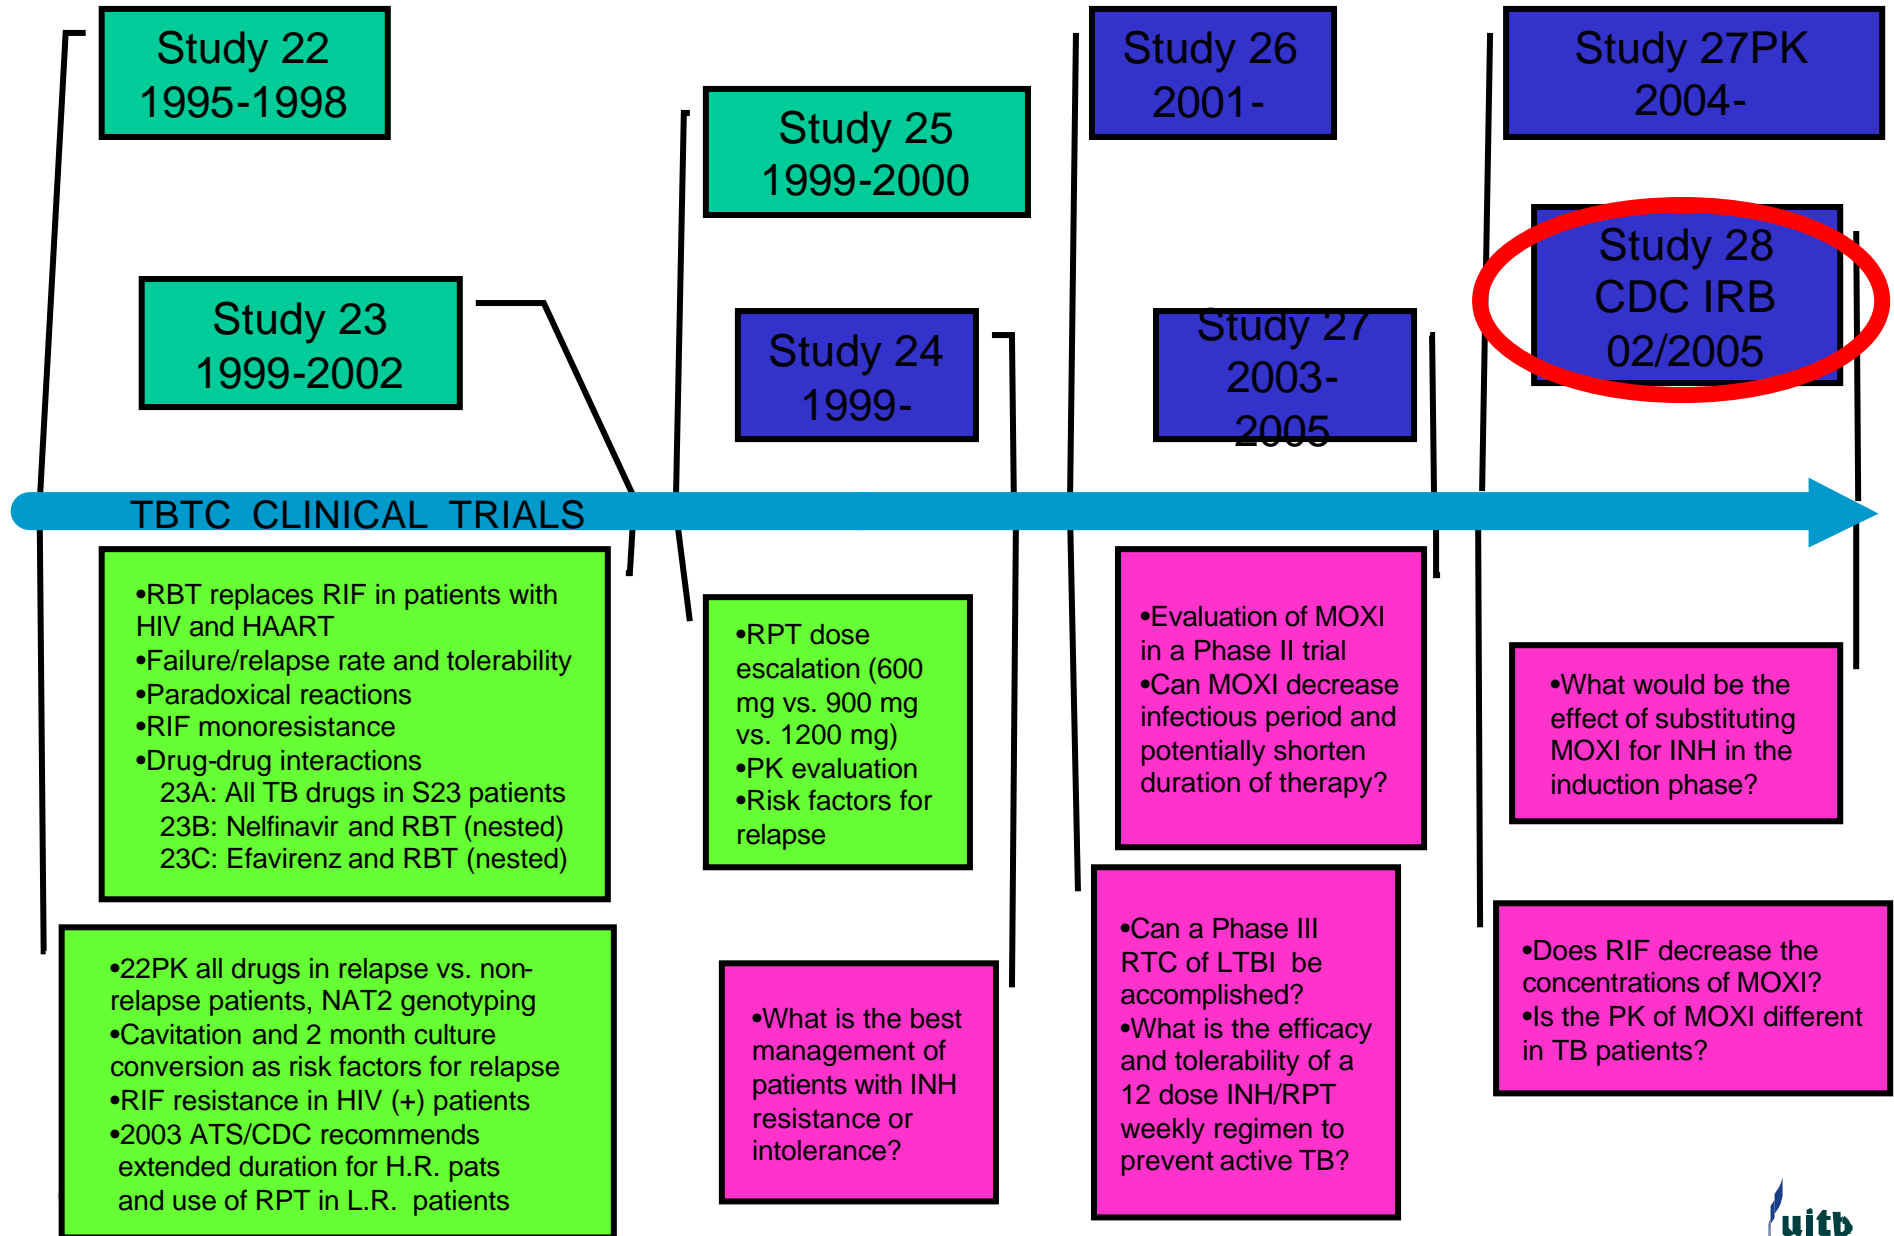 Study 22
1995-1998
Study 25
1999-2000
Study 26
2001-
Study 27PK
2004-
Study 23
1999-2002
Study 24
1999-
Study 27
2003-
2005
Study 28
CDC IRB
02/2005
TBTC CLINICAL TRIALS
•RBT replaces RIF in patients with
HIV and HAART
•Failure/relapse rate and tolerability
•Paradoxical reactions
•RIF monoresistance
•Drug-drug interactions
23A: All TB drugs in S23 patients
23B: Nelfinavir and RBT (nested)
23C: Efavirenz and RBT (nested)
•22PK all drugs in relapse vs. non-
relapse patients, NAT2 genotyping
•Cavitation and 2 month culture
conversion as risk factors for relapse
•RIF resistance in HIV (+) patients
•2003 ATS/CDC recommends
extended duration for H.R. pats
and use of RPT in L.R. patients
•RPT dose
escalation (600
mg vs. 900 mg
vs. 1200 mg)
•PK evaluation
•Risk factors for
relapse
•What is the best
management of
patients with INH
resistance or
intolerance?
•Evaluation of MOXI
in a Phase II trial
•Can MOXI decrease
infectious period and
potentially shorten
duration of therapy?
•Can a Phase III
RTC of LTBI be
accomplished?
•What is the efficacy
and tolerability of a
12 dose INH/RPT
weekly regimen to
prevent active TB?
•What would be the
effect of substituting
MOXI for INH in the
induction phase?
•Does RIF decrease the
concentrations of MOXI?
•Is the PK of MOXI different
in TB patients?
uitb